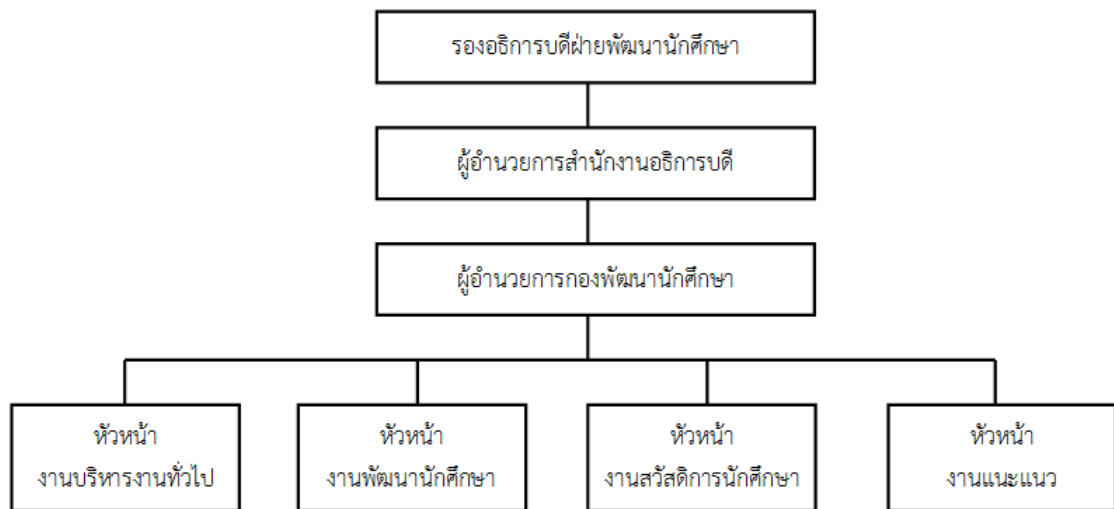 รองอธิการบดีฝ่ายพัฒนานักศึกษา
ผู้อำนวยการสำนักงานอธิการบดี
ผู้อำนวยการกองพัฒนานักศึกษา
หัวหน้า
งานบริหารงานทั่วไป
หัวหน้า
งานพัฒนานักศึกษา
หัวหน้า
งานสวัสดิการนักศึกษา
หัวหน้า
งานแนะแนว